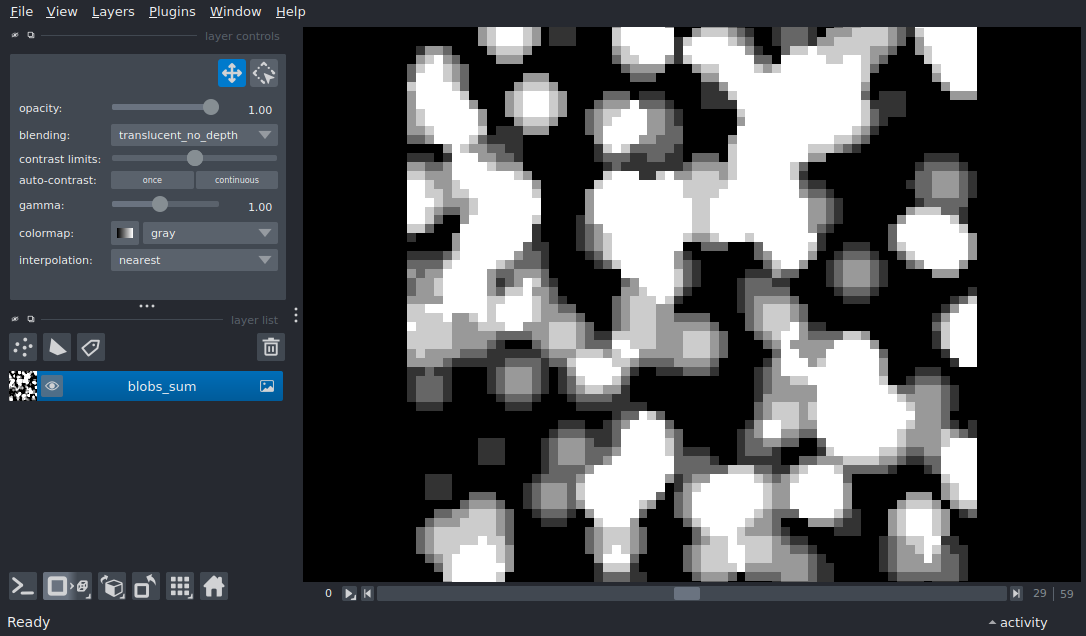 File View Layers Plugins Window Help
layer controls
opacity: 1.00
blending: translucent_no_depth
contrast limits:
auto-contrast: once continuous
gamma: 1.00
colormap: gray
interpolation: nearest
layer list
blobs_sum
0 29 59
Ready activity